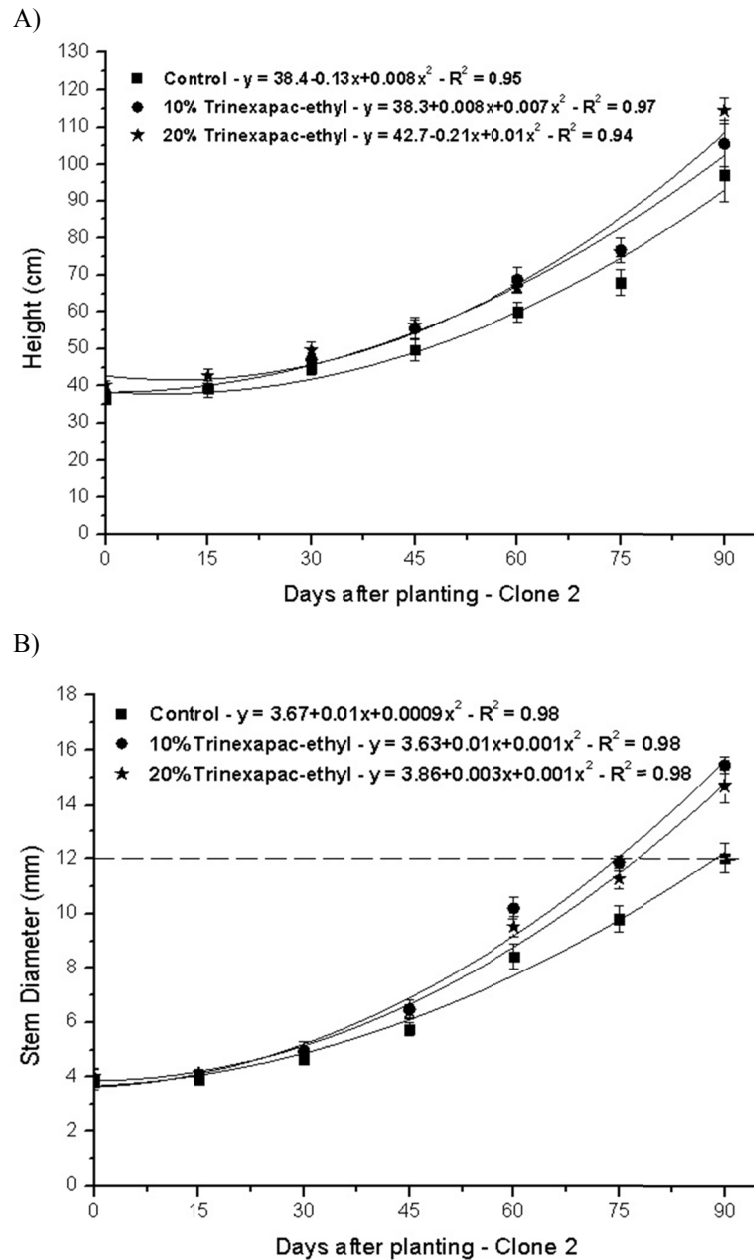 A)
130
120
110
100
90
80
70
60
50
40
30
20
10
0
Height (cm)
Control - y = 38.4-0.13x+0.008x² - R² = 0.95
10% Trinexapac-ethyl - y = 38.3+0.008x+0.007x² - R² = 0.97
20% Trinexapac-ethyl - y = 42.7-0.21x+0.01x² - R² = 0.94
0 15 30 45 60 75 90
Days after planting - Clone 2
B)
18
16
14
12
10
8
6
4
2
0
Stem Diameter (mm)
Control - y = 3.67+0.01x+0.0009x² - R² = 0.98
10%Trinexapac-ethyl - y = 3.63+0.01x+0.001x² - R² = 0.98
20%Trinexapac-ethyl - y = 3.86+0.003x+0.001x² - R² = 0.98
0 15 30 45 60 75 90
Days after planting - Clone 2